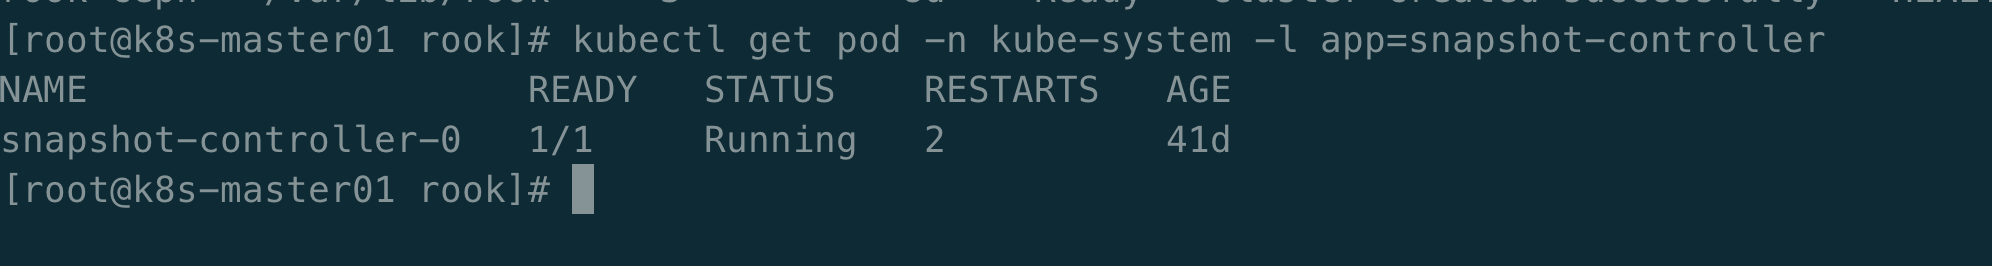 [root@k8s-master01 rook]# kubectl get pod -n kube-system -l app=snapshot-controller
NAME READY STATUS RESTARTS AGE
snapshot-controller-0 1/1 Running 2 41d
[root@k8s-master01 rook]#